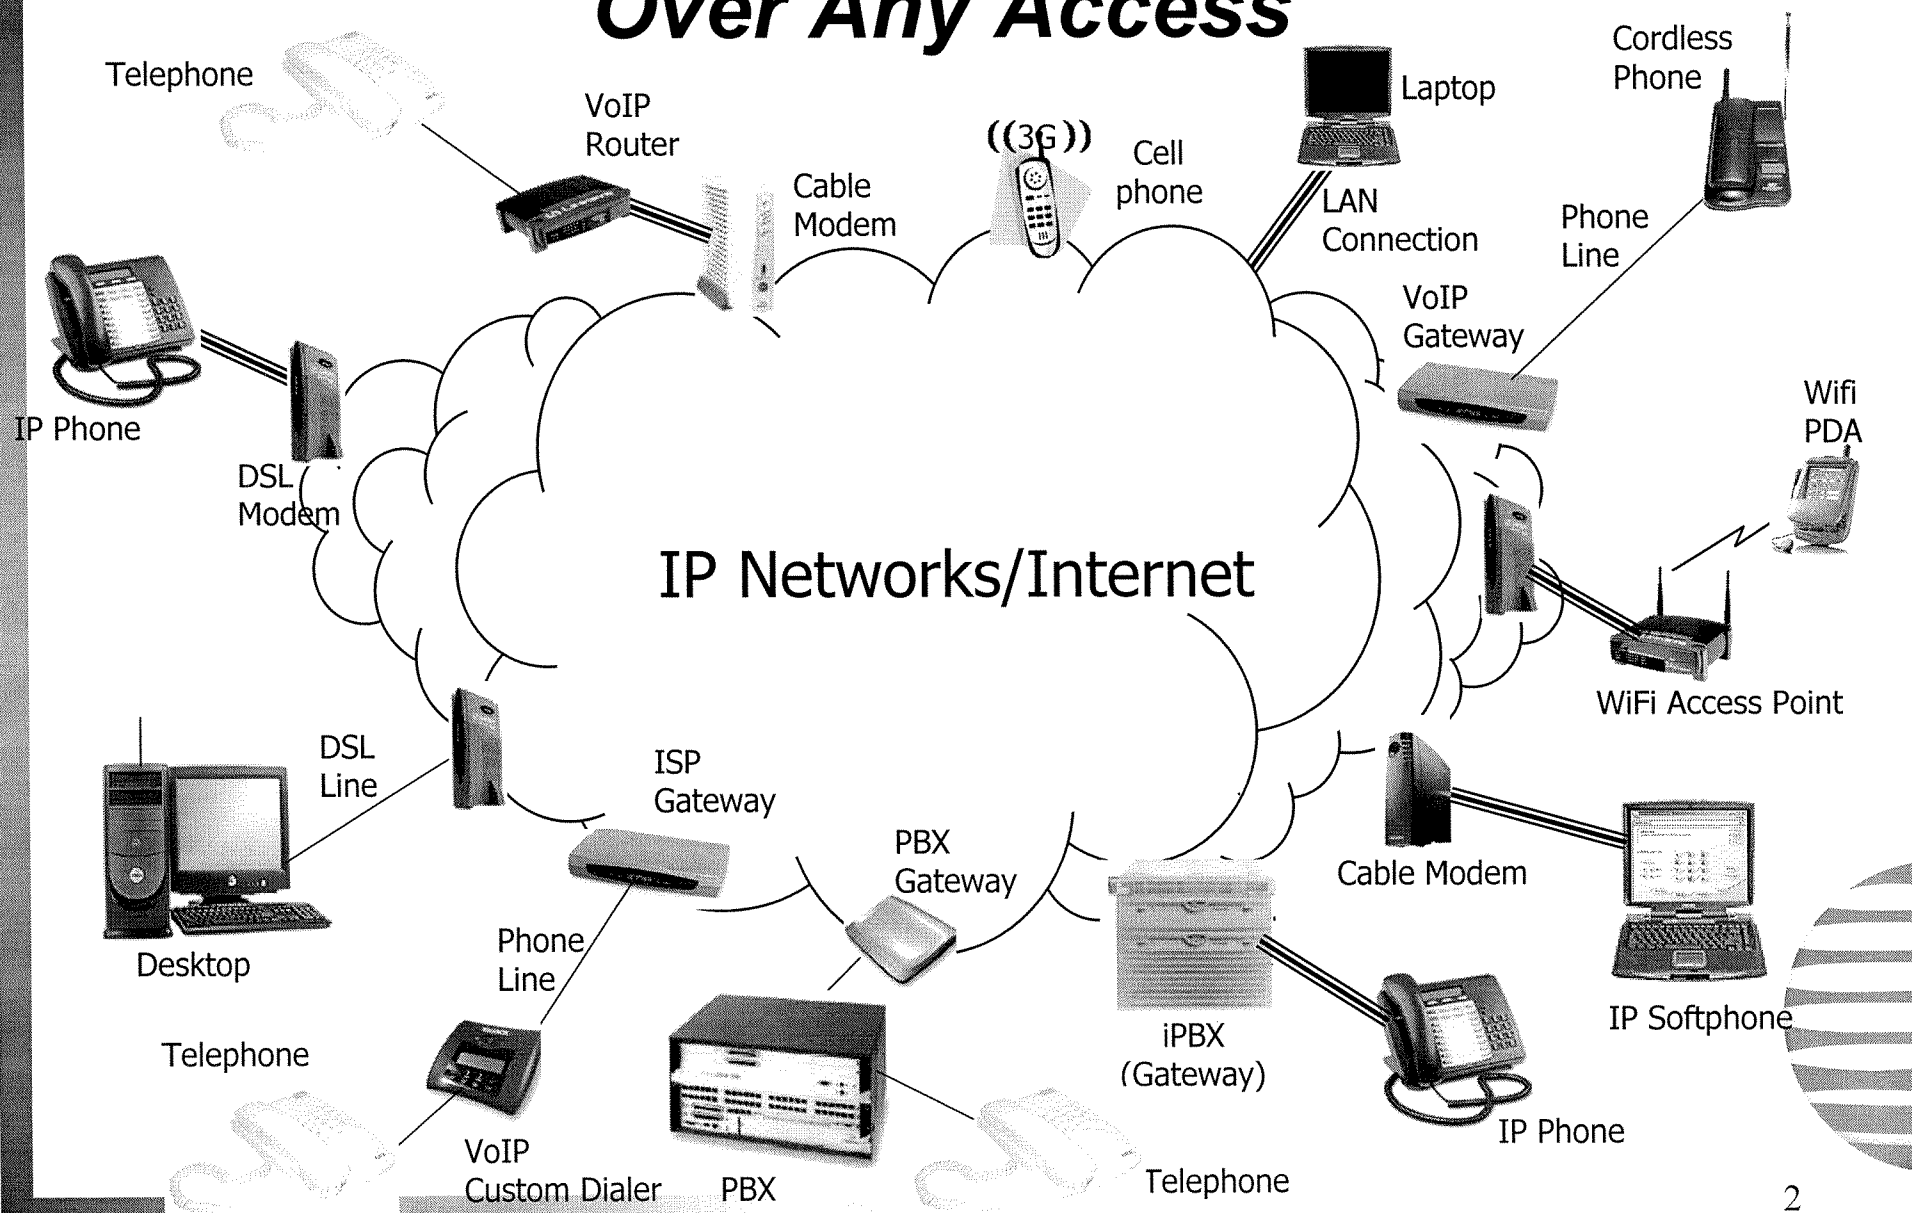 Over Any Access
Telephone
VoIP
Router
Cable
Modem
((3G))
Cell
phone
Laptop
LAN
Connection
Cordless
Phone
Phone
Line
VoIP
Gateway
Wifi
PDA
IP Phone
DSL
Modem
IP Networks/Internet
WiFi Access Point
DSL
Line
ISP
Gateway
PBX
Gateway
Cable Modem
Desktop
Phone
Line
iPBX
(Gateway)
IP Softphone
Telephone
VoIP
Custom Dialer
PBX
Telephone
IP Phone
2